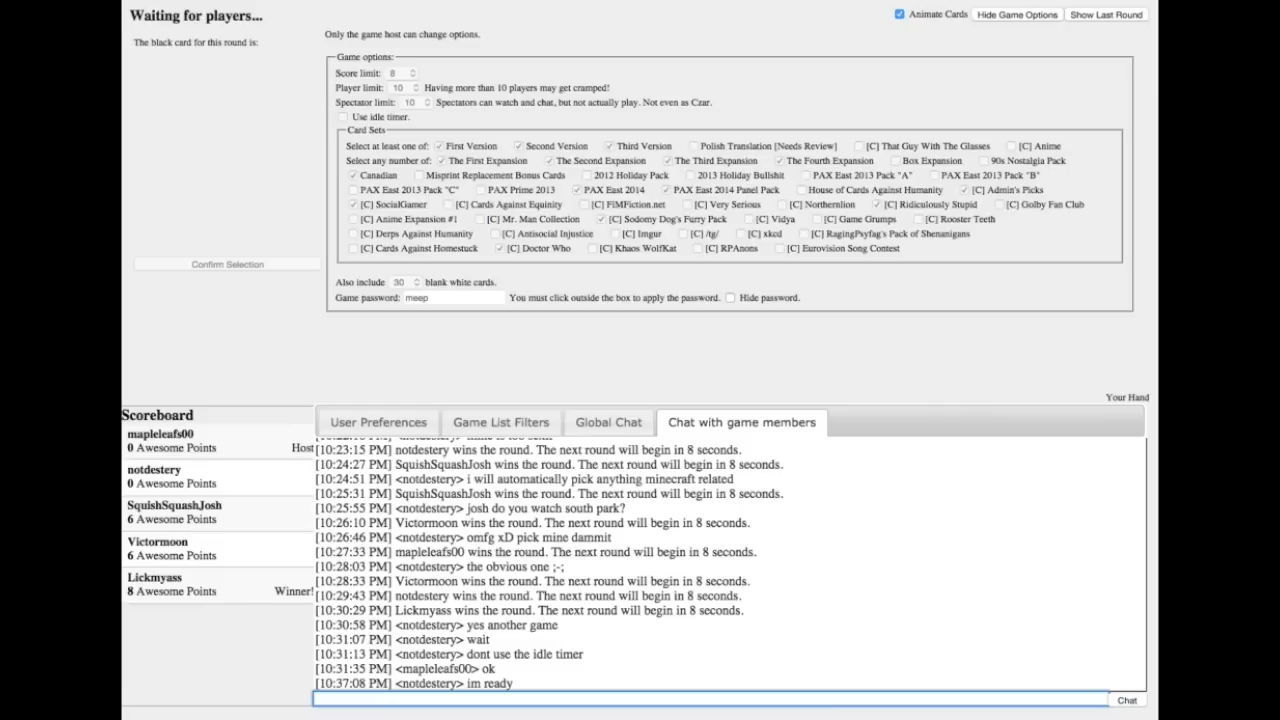 Waiting for players...
Animate Cards Hide Game Options Show Last Round
The black card for this round is:
Only the game host can change options.
Game options:
Score limit: 8
Player limit: 10 Having more than 10 players may get cramped!
Spectator limit: 10 Spectators can watch and chat, but not actually play. Not even as Czar.
Use idle timer.
Card Sets
Select at least one of: First Version Second Version Third Version Polish Translation [Needs Review] [C] That Guy With The Glasses [C] Anime
Select any number of: The First Expansion The Second Expansion The Third Expansion The Fourth Expansion Box Expansion 90s Nostalgia Pack
Canadian Misprint Replacement Bonus Cards 2012 Holiday Pack 2013 Holiday Bullshit PAX East 2013 Pack "A" PAX East 2013 Pack "B"
PAX East 2013 Pack "C" PAX Prime 2013 PAX East 2014 PAX East 2014 Panel Pack House of Cards Against Humanity [C] Admin's Picks
[C] SocialGamer [C] Cards Against Equinity [C] FIMFiction.net [C] Very Serious [C] Northernlion [C] Ridiculously Stupid [C] Golby Fan Club
[C] Anime Expansion #1 [C] Mr. Man Collection [C] Sodomy Dog's Furry Pack [C] Vidya [C] Game Grumps [C] Rooster Teeth
[C] Derps Against Humanity [C] Antisocial Injustice [C] Imgur [C] /tg/ [C] xkcd [C] RagingPsyfag's Pack of Shenanigans
[C] Cards Against Homestuck [C] Doctor Who [C] Khaos WolfKat [C] RPAnons [C] Eurovision Song Contest
Confirm Selection
Also include 30 blank white cards.
Game password: meep You must click outside the box to apply the password. Hide password.
Your Hand
Scoreboard
mapleleafs00
0 Awesome Points Host
notdestery
0 Awesome Points
SquishSquashJosh
6 Awesome Points
Victormoon
6 Awesome Points
Lickmyass
8 Awesome Points Winner!
User Preferences Game List Filters Global Chat Chat with game members
[10:23:15 PM] notdestery wins the round. The next round will begin in 8 seconds.
[10:24:27 PM] SquishSquashJosh wins the round. The next round will begin in 8 seconds.
[10:24:51 PM] <notdestery> i will automatically pick anything minecraft related
[10:25:31 PM] SquishSquashJosh wins the round. The next round will begin in 8 seconds.
[10:25:55 PM] <notdestery> josh do you watch south park?
[10:26:10 PM] Victormoon wins the round. The next round will begin in 8 seconds.
[10:26:46 PM] <notdestery> omfg xD pick mine dammit
[10:27:33 PM] mapleleafs00 wins the round. The next round will begin in 8 seconds.
[10:28:03 PM] <notdestery> the obvious one ;-;
[10:28:33 PM] Victormoon wins the round. The next round will begin in 8 seconds.
[10:29:43 PM] notdestery wins the round. The next round will begin in 8 seconds.
[10:30:29 PM] Lickmyass wins the round. The next round will begin in 8 seconds.
[10:30:58 PM] <notdestery> yes another game
[10:31:07 PM] <notdestery> wait
[10:31:13 PM] <notdestery> dont use the idle timer
[10:31:35 PM] <mapleleafs00> ok
[10:37:08 PM] <notdestery> im ready
Chat